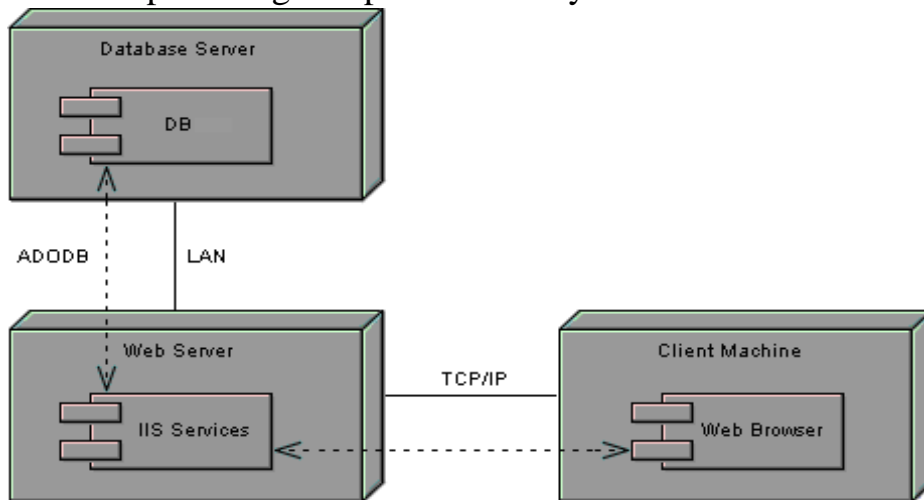 Database Server
DB
ADODB
LAN
Web Server
Client Machine
TCP/IP
IIS Services
Web Browser